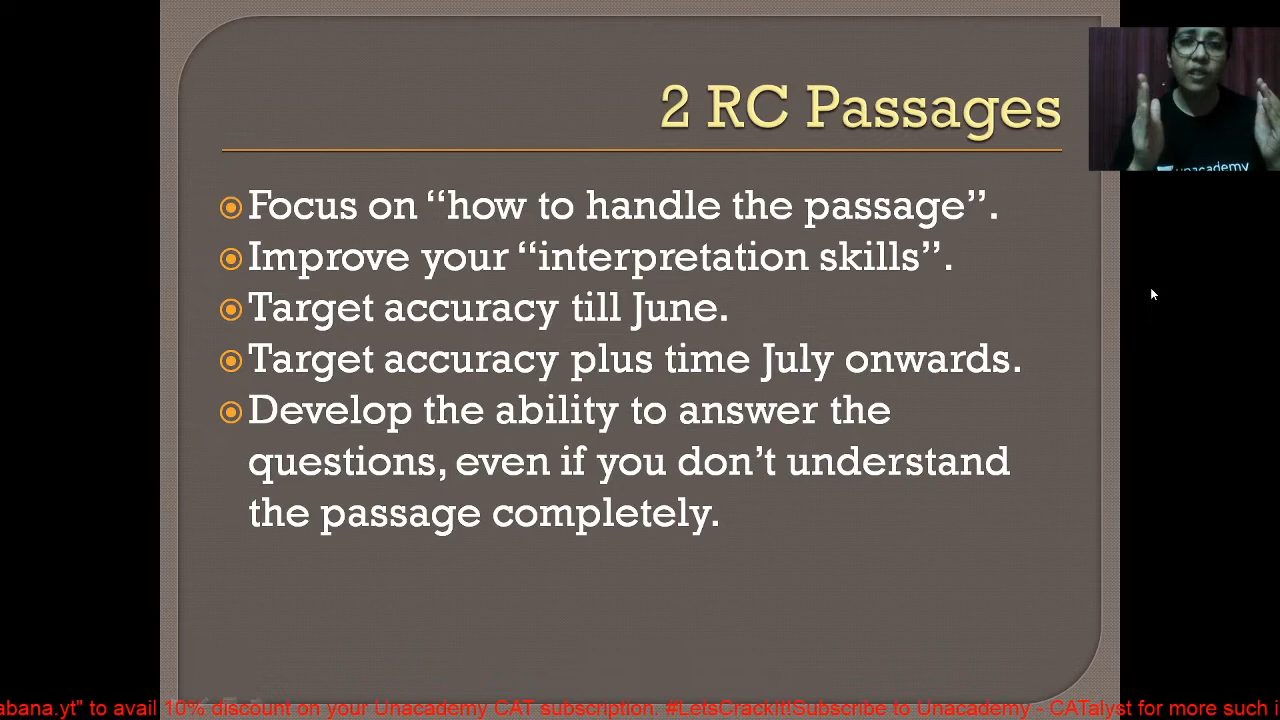 2 RC Passages
Focus on “how to handle the passage”.
Improve your “interpretation skills”.
Target accuracy till June.
Target accuracy plus time July onwards.
Develop the ability to answer the
questions, even if you don’t understand
the passage completely.
unacademy
abana.yt" to avail 10% discount on your Unacademy CAT subscription. #LetsCrackIt!Subscribe to Unacademy - CATalyst for more such